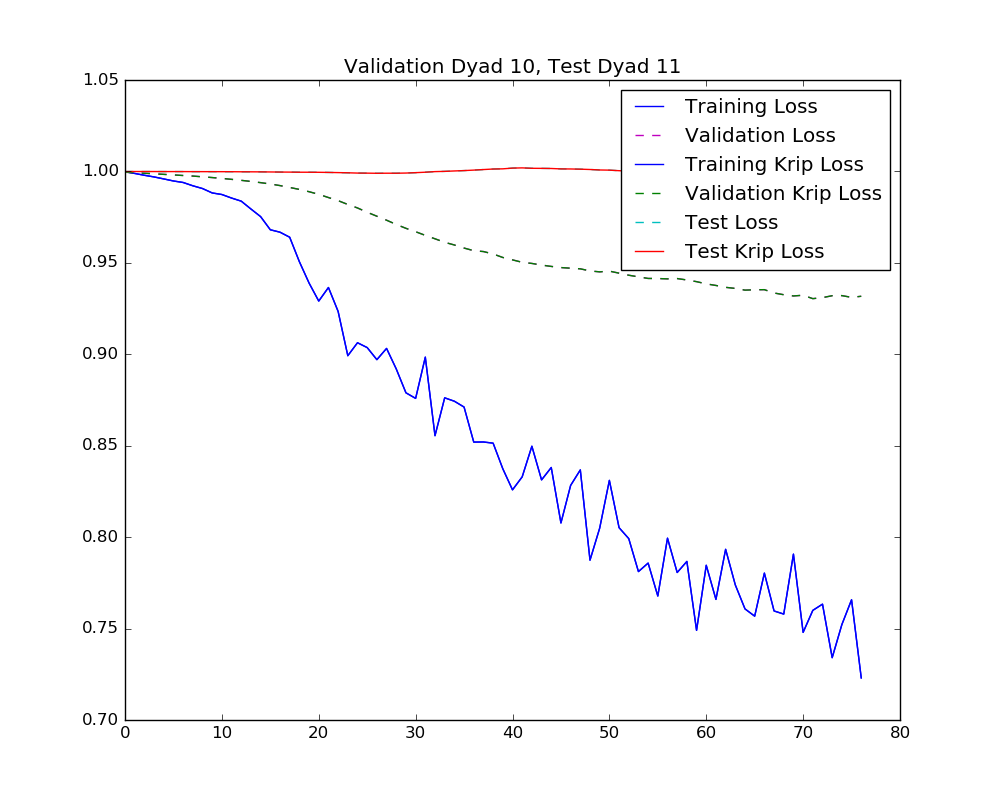 Validation Dyad 10, Test Dyad 11
1.05
1.00
0.95
0.90
0.85
0.80
0.75
0.70
Training Loss
Validation Loss
Training Krip Loss
Validation Krip Loss
Test Loss
Test Krip Loss
0 10 20 30 40 50 60 70 80